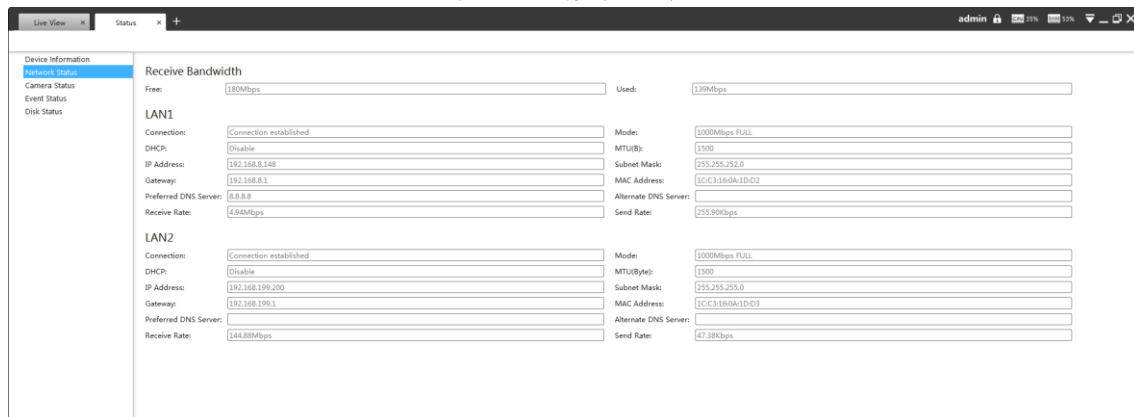 Live View × Status × + admin CPU 35% MEM 53%
Device Information
Network Status
Camera Status
Event Status
Disk Status
Receive Bandwidth
Free: 180Mbps Used: 139Mbps
LAN1
Connection: Connection established Mode: 1000Mbps FULL
DHCP: Disable MTU(B): 1500
IP Address: 192.168.8.148 Subnet Mask: 255.255.252.0
Gateway: 192.168.8.1 MAC Address: 1C:C3:16:0A:1D:D2
Preferred DNS Server: 8.8.8.8 Alternate DNS Server:
Receive Rate: 4.94Mbps Send Rate: 255.90Kbps
LAN2
Connection: Connection established Mode: 1000Mbps FULL
DHCP: Disable MTU(Byte): 1500
IP Address: 192.168.199.200 Subnet Mask: 255.255.255.0
Gateway: 192.168.199.1 MAC Address: 1C:C3:16:0A:1D:D3
Preferred DNS Server: Alternate DNS Server:
Receive Rate: 144.88Mbps Send Rate: 47.38Kbps